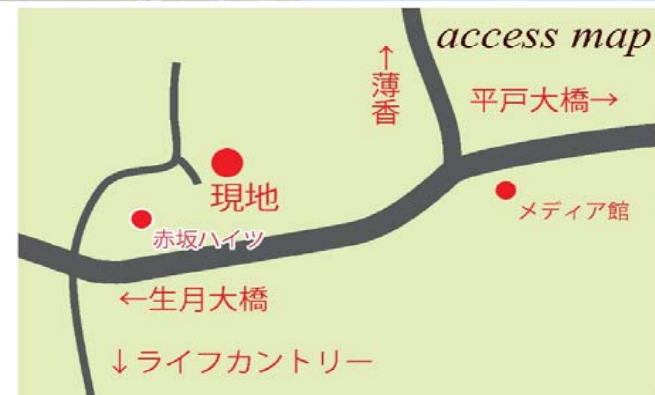 access map
↑薄香
平戸大橋→
現地
メディア館
赤坂ハイツ
←生月大橋
↓ライフカントリー